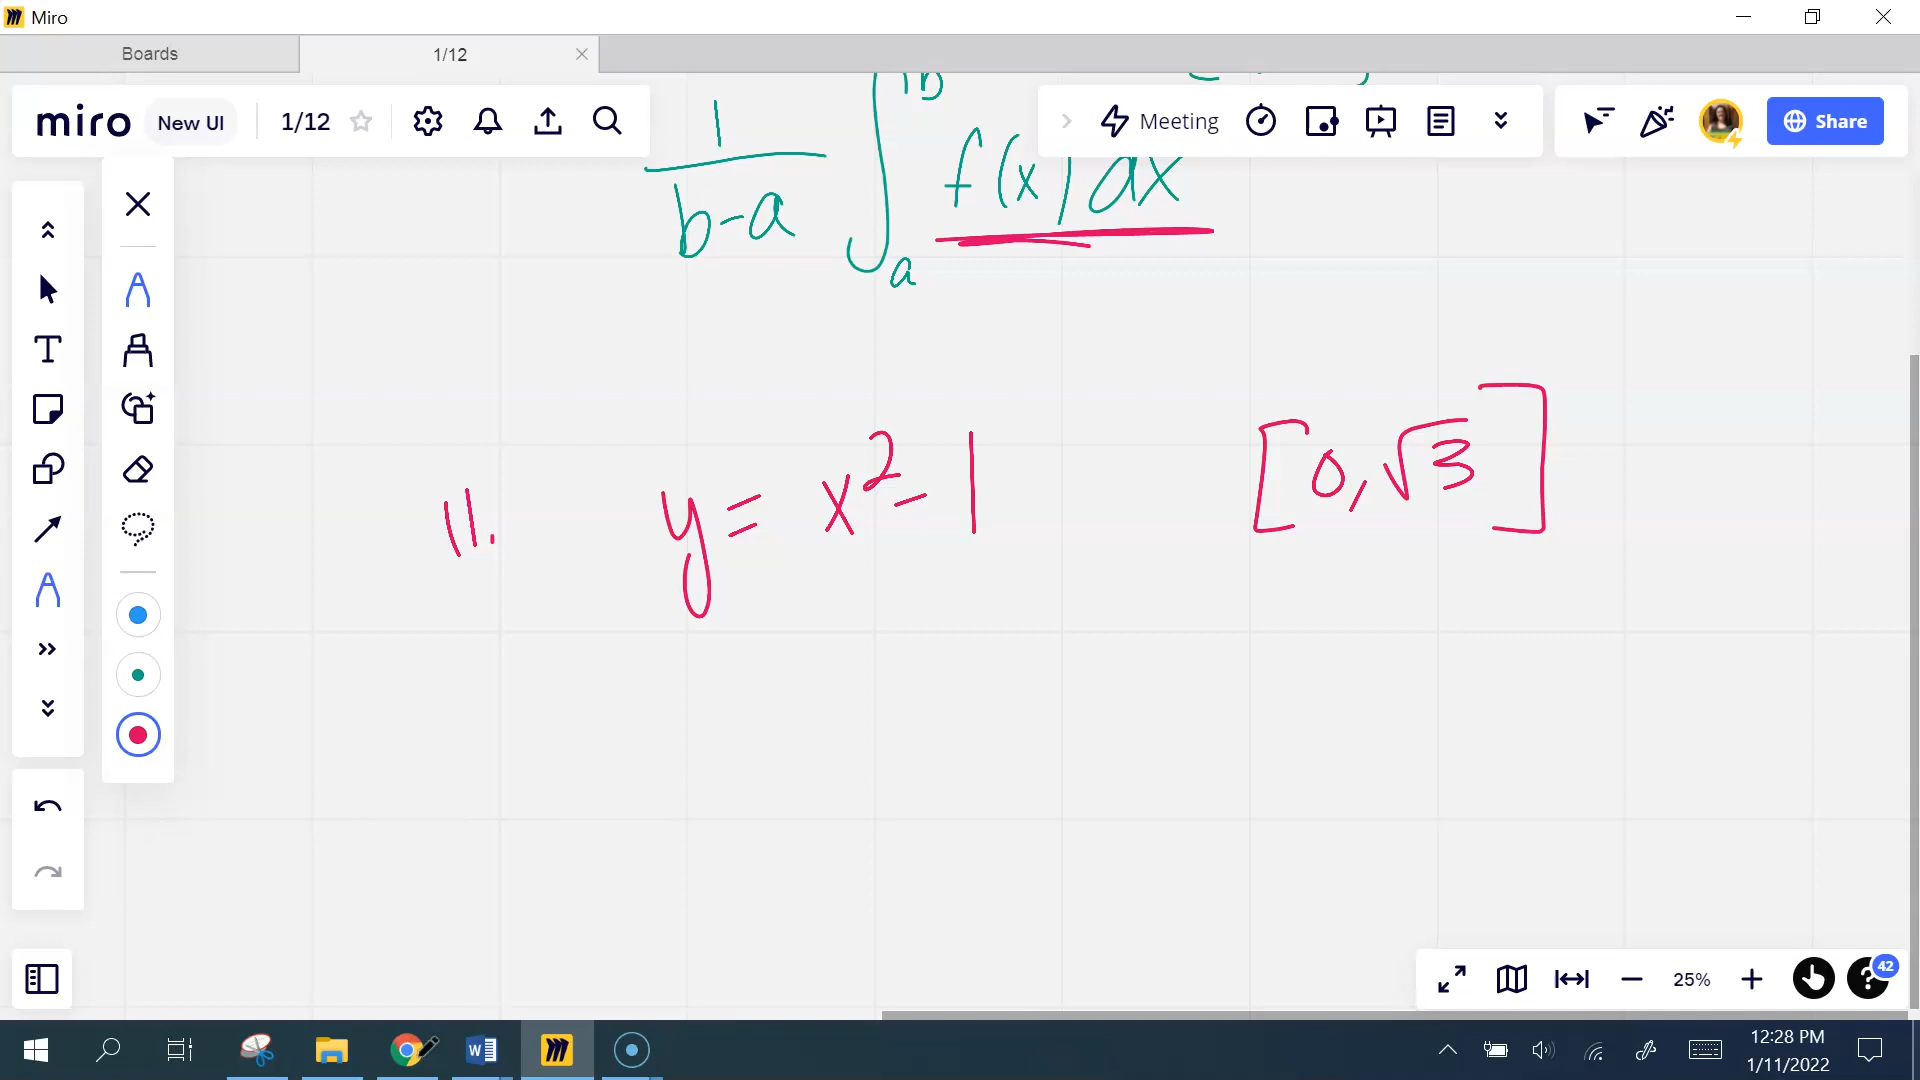 Miro
Boards
1/12
miro
New UI
1/12
Meeting
Share
1
b
b-a
a
f(x) dx
11.
y = x² - 1
[0, √3]
25%
42
12:28 PM
1/11/2022